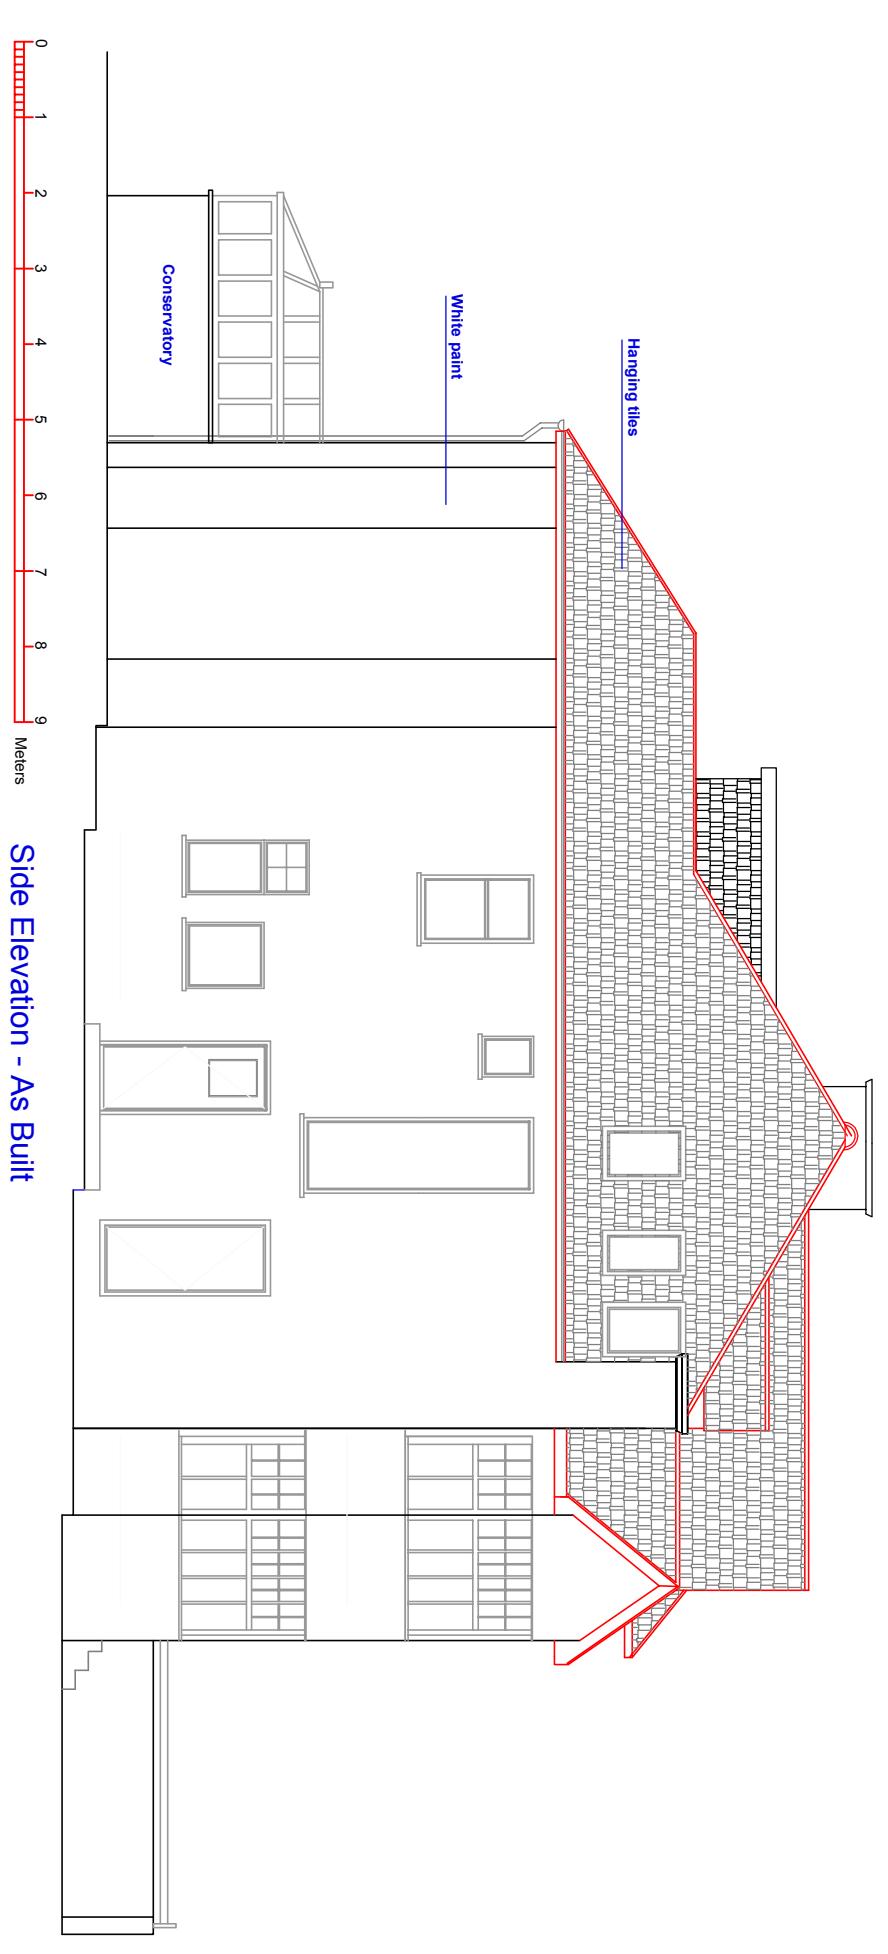 Hanging tiles
White paint
Conservatory
0 1 2 3 4 5 6 7 8 9 Meters
Side Elevation - As Built